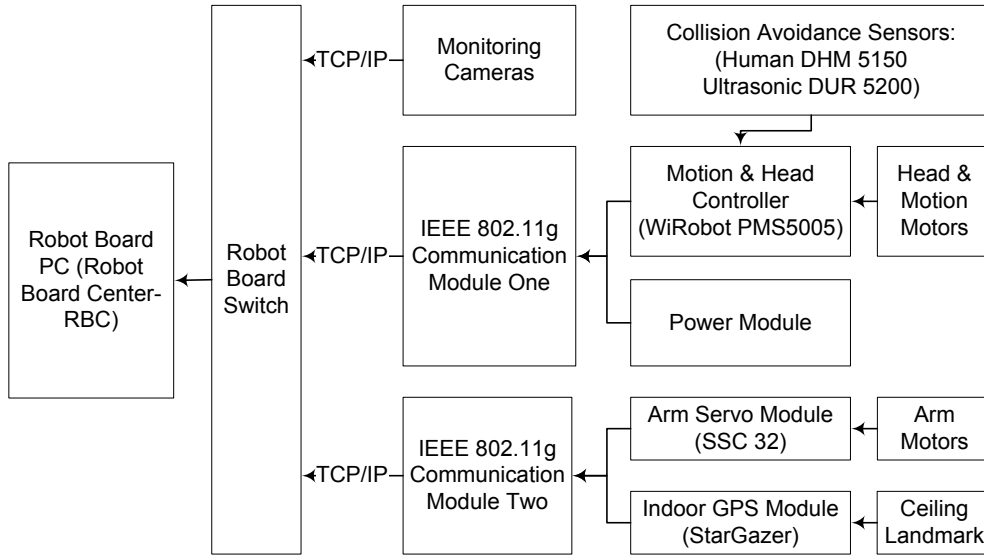 Robot Board
PC (Robot
Board Center-
RBC)
Robot
Board
Switch
TCP/IP
Monitoring
Cameras
TCP/IP
IEEE 802.11g
Communication
Module One
TCP/IP
IEEE 802.11g
Communication
Module Two
Collision Avoidance Sensors:
(Human DHM 5150
Ultrasonic DUR 5200)
Motion & Head
Controller
(WiRobot PMS5005)
Head &
Motion
Motors
Power Module
Arm Servo Module
(SSC 32)
Arm
Motors
Indoor GPS Module
(StarGazer)
Ceiling
Landmark